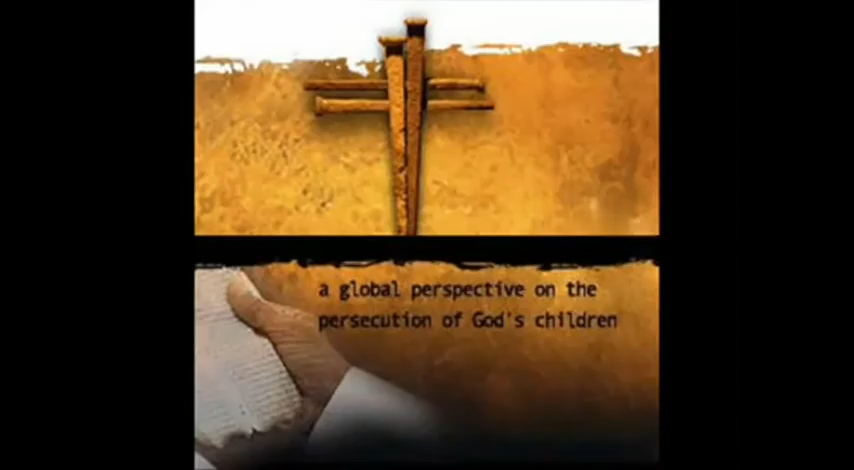 a global perspective on the
persecution of God's children